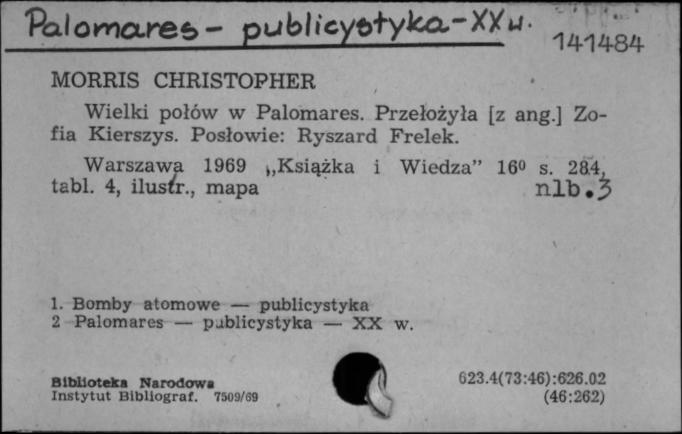 Palomares - publicystyka - XX w.
141484
MORRIS CHRISTOPHER
Wielki połów w Palomares. Przełożyła [z ang.] Zo-
fia Kierszys. Posłowie: Ryszard Frelek.
Warszawa 1969 „Książka i Wiedza” 16⁰ s. 284,
tabl. 4, ilustr., mapa nlb.3
1. Bomby atomowe — publicystyka
2 Palomares — publicystyka — XX w.
Biblioteka Narodowa
Instytut Bibliograf. 7509/69
623.4(73:46):626.02
(46:262)